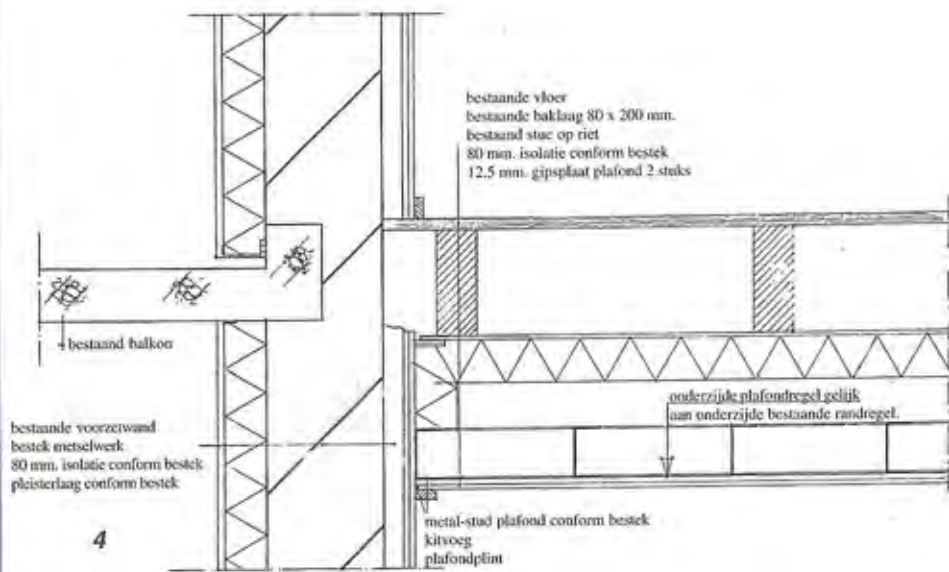 bestaande vloer
bestaande baklaag 80 x 200 mm.
bestaand stuc op riet
80 mm. isolatie conform bestek
12.5 mm. gipsplaat plafond 2 stuks
bestaand balkon
onderzijde plafondregel gelijk
aan onderzijde bestaande randregel.
bestaande voorzetwand
bestek metselwerk
80 mm. isolatie conform bestek
pleisterlaag conform bestek
metal-stud plafond conform bestek
kitvoeg
plafondplint
4